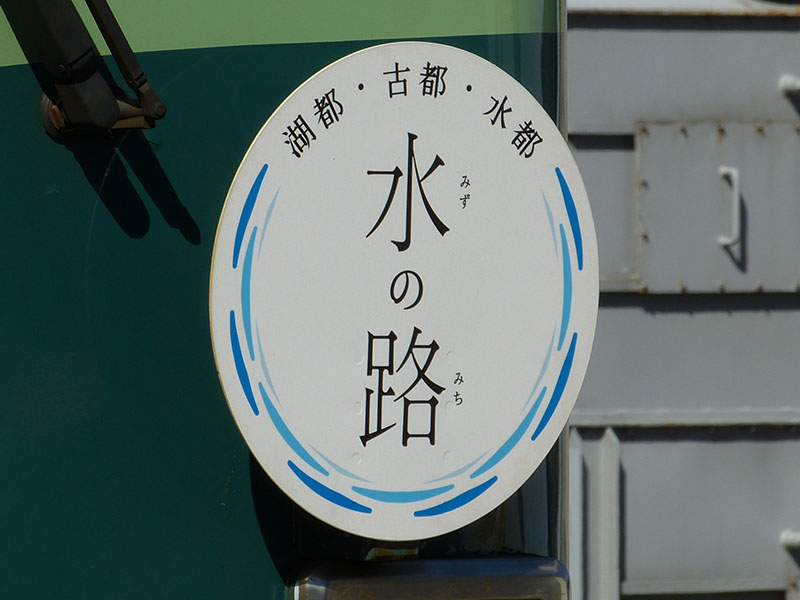 湖都・古都・水都
水の路
みず
みち